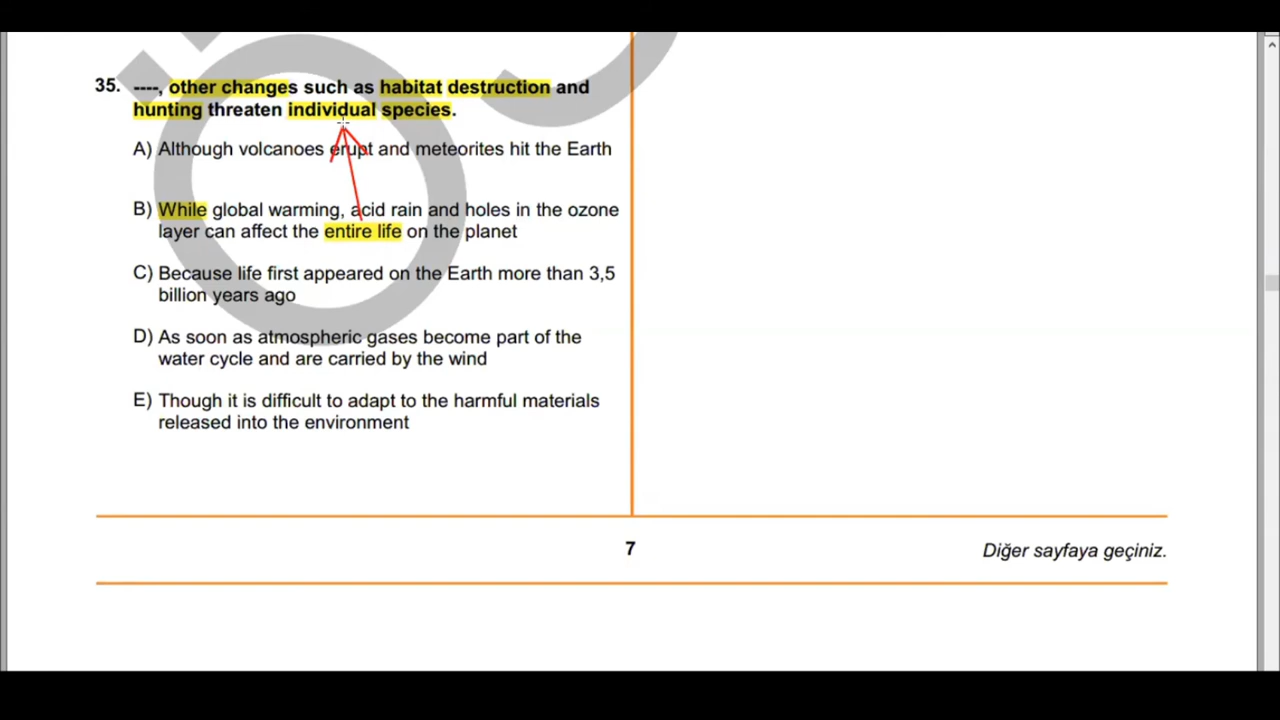 35. ----, other changes such as habitat destruction and
hunting threaten individual species.
A) Although volcanoes erupt and meteorites hit the Earth
B) While global warming, acid rain and holes in the ozone
layer can affect the entire life on the planet
C) Because life first appeared on the Earth more than 3,5
billion years ago
D) As soon as atmospheric gases become part of the
water cycle and are carried by the wind
E) Though it is difficult to adapt to the harmful materials
released into the environment
7
Diğer sayfaya geçiniz.